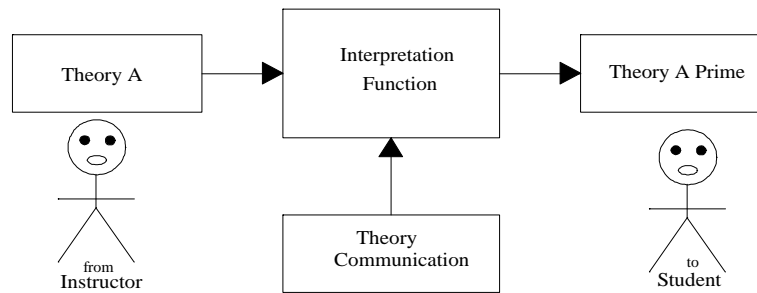 Theory A
Interpretation
Function
Theory A Prime
Theory
Communication
from
Instructor
to
Student